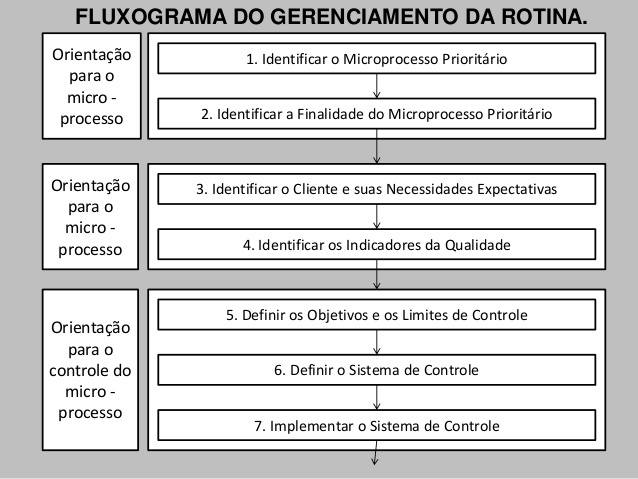 FLUXOGRAMA DO GERENCIAMENTO DA ROTINA.
Orientação
para o
micro -
processo
1. Identificar o Microprocesso Prioritário
2. Identificar a Finalidade do Microprocesso Prioritário
Orientação
para o
micro -
processo
3. Identificar o Cliente e suas Necessidades Expectativas
4. Identificar os Indicadores da Qualidade
Orientação
para o
controle do
micro -
processo
5. Definir os Objetivos e os Limites de Controle
6. Definir o Sistema de Controle
7. Implementar o Sistema de Controle